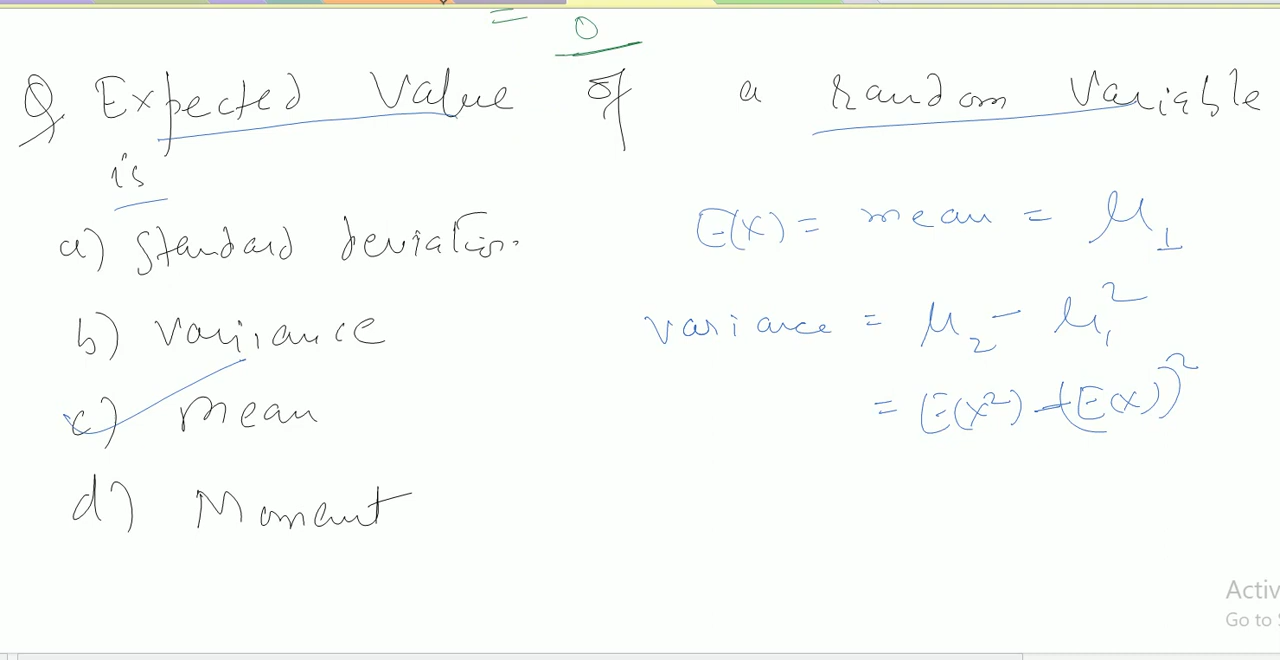 = 0
Q Expected Value of a random Variable
is
a) Standard deviation.
E(X) = mean = μ₁
b) Variance
variance = μ₂ - μ₁²
c) mean
= E(X²) - (E(X))²
d) Moment
Activ
Go to S